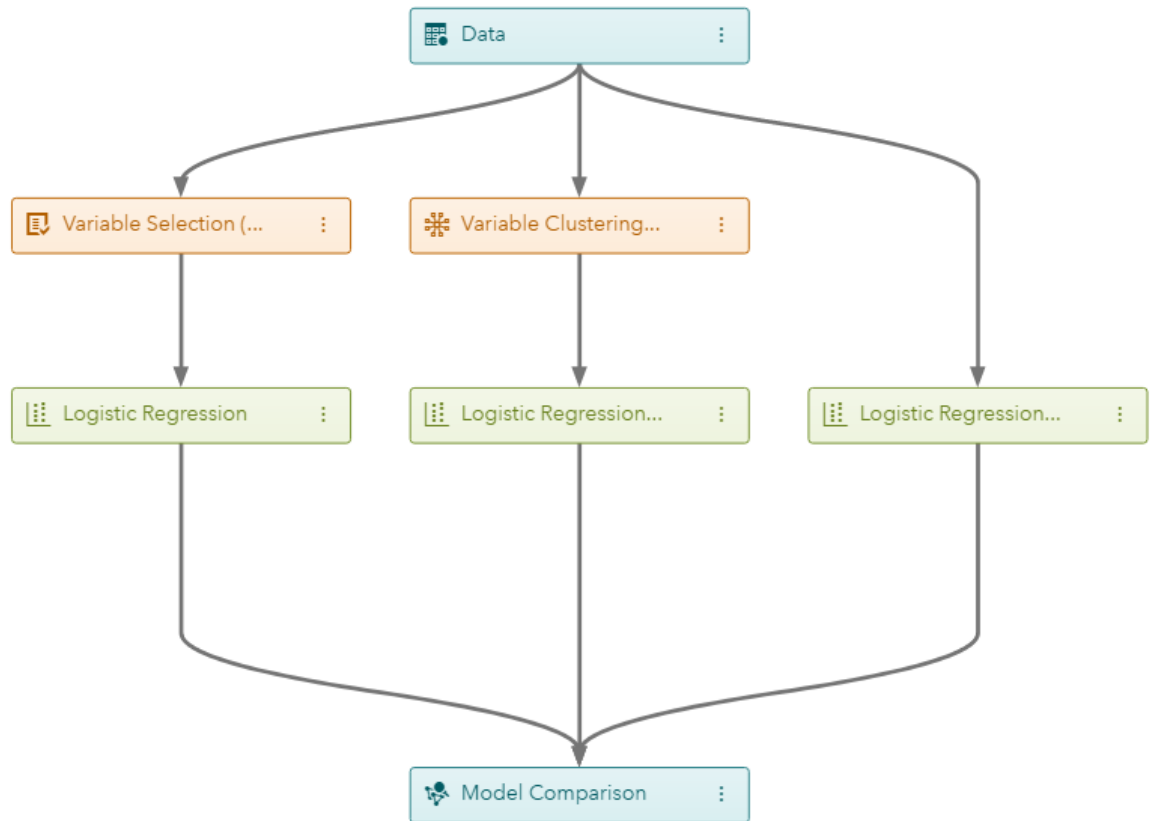 Data
Variable Selection (...
Variable Clustering...
Logistic Regression
Logistic Regression...
Logistic Regression...
Model Comparison